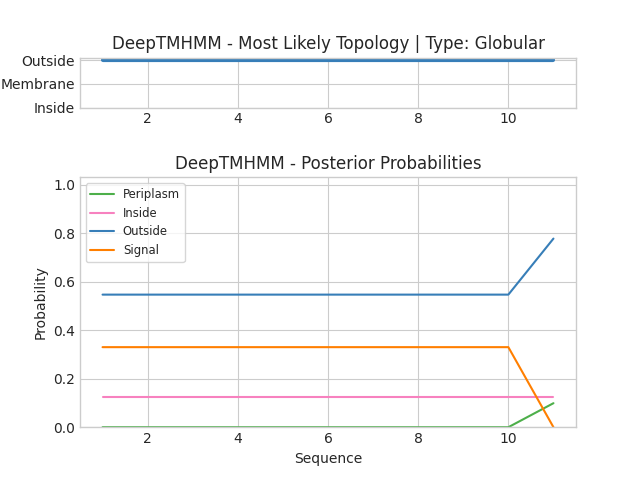 DeepTMHMM - Most Likely Topology | Type: Globular
Outside
Membrane
Inside
2 4 6 8 10
DeepTMHMM - Posterior Probabilities
1.0
0.8
0.6
0.4
0.2
0.0
Probability
Periplasm
Inside
Outside
Signal
2 4 6 8 10
Sequence